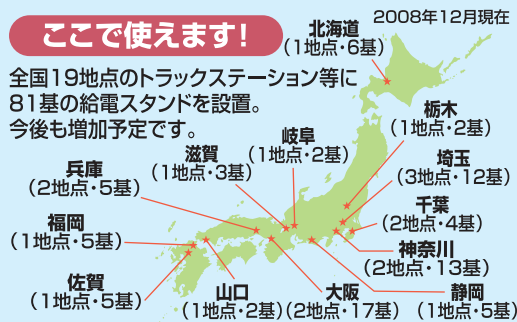 ここで使えます!
2008年12月現在
全国19地点のトラックステーション等に
81基の給電スタンドを設置。
今後も増加予定です。
北海道
(1地点・6基)
栃木
(1地点・2基)
岐阜
(1地点・2基)
滋賀
(1地点・3基)
埼玉
(3地点・12基)
兵庫
(2地点・5基)
千葉
(2地点・4基)
福岡
(1地点・5基)
神奈川
(2地点・13基)
佐賀
(1地点・5基)
山口
(1地点・2基)
大阪
(2地点・17基)
静岡
(1地点・5基)